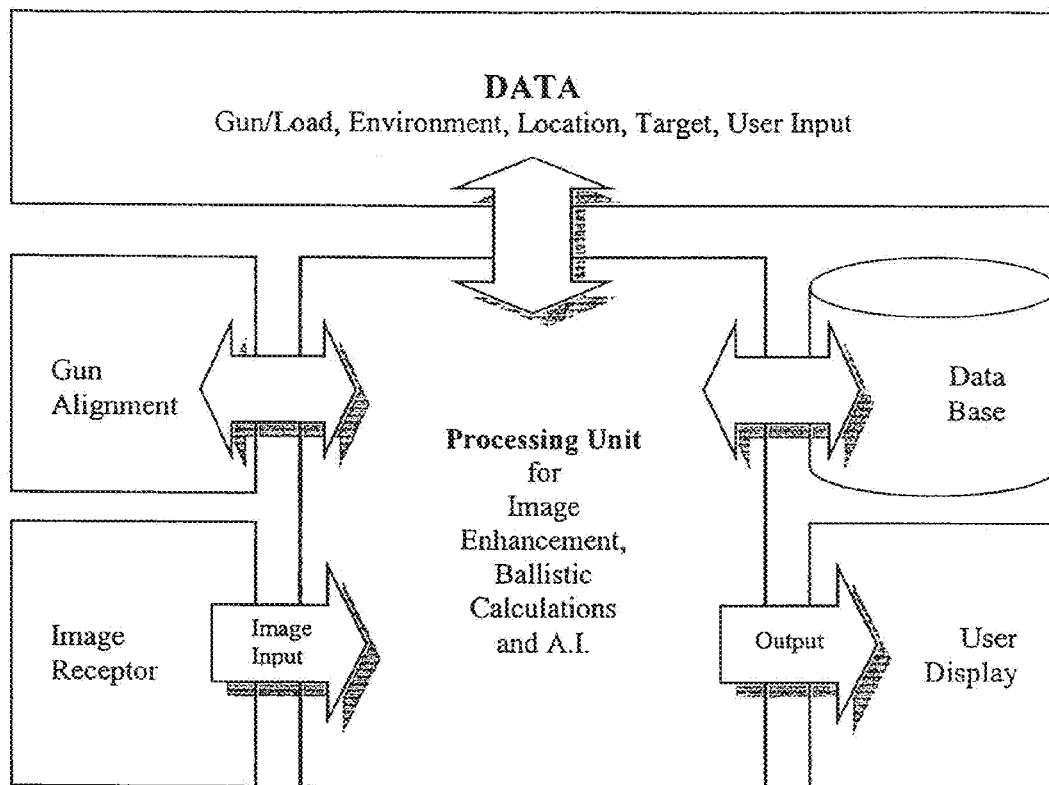 DATA
Gun/Load, Environment, Location, Target, User Input
Gun
Alignment
Data
Base
Processing Unit
for
Image
Enhancement,
Ballistic
Calculations
and A.I.
Image
Receptor
Image
Input
Output
User
Display